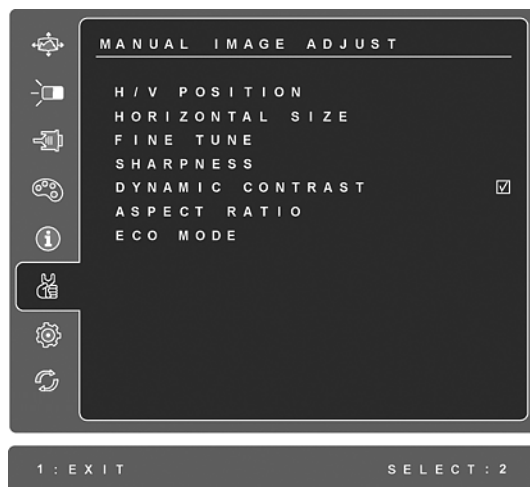 MANUAL IMAGE ADJUST
H/V POSITION
HORIZONTAL SIZE
FINE TUNE
SHARPNESS
DYNAMIC CONTRAST
ASPECT RATIO
ECO MODE
1:EXIT SELECT:2